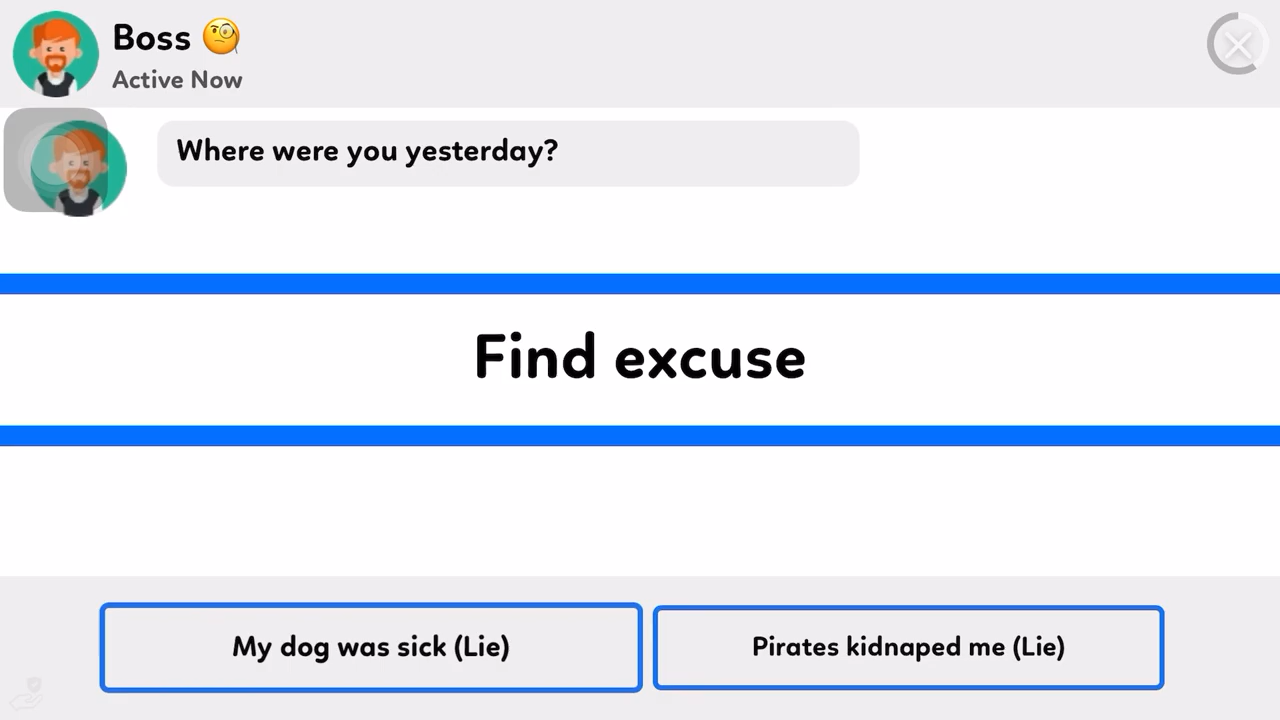 Boss 🧐
Active Now
Where were you yesterday?
Find excuse
My dog was sick (Lie)
Pirates kidnaped me (Lie)